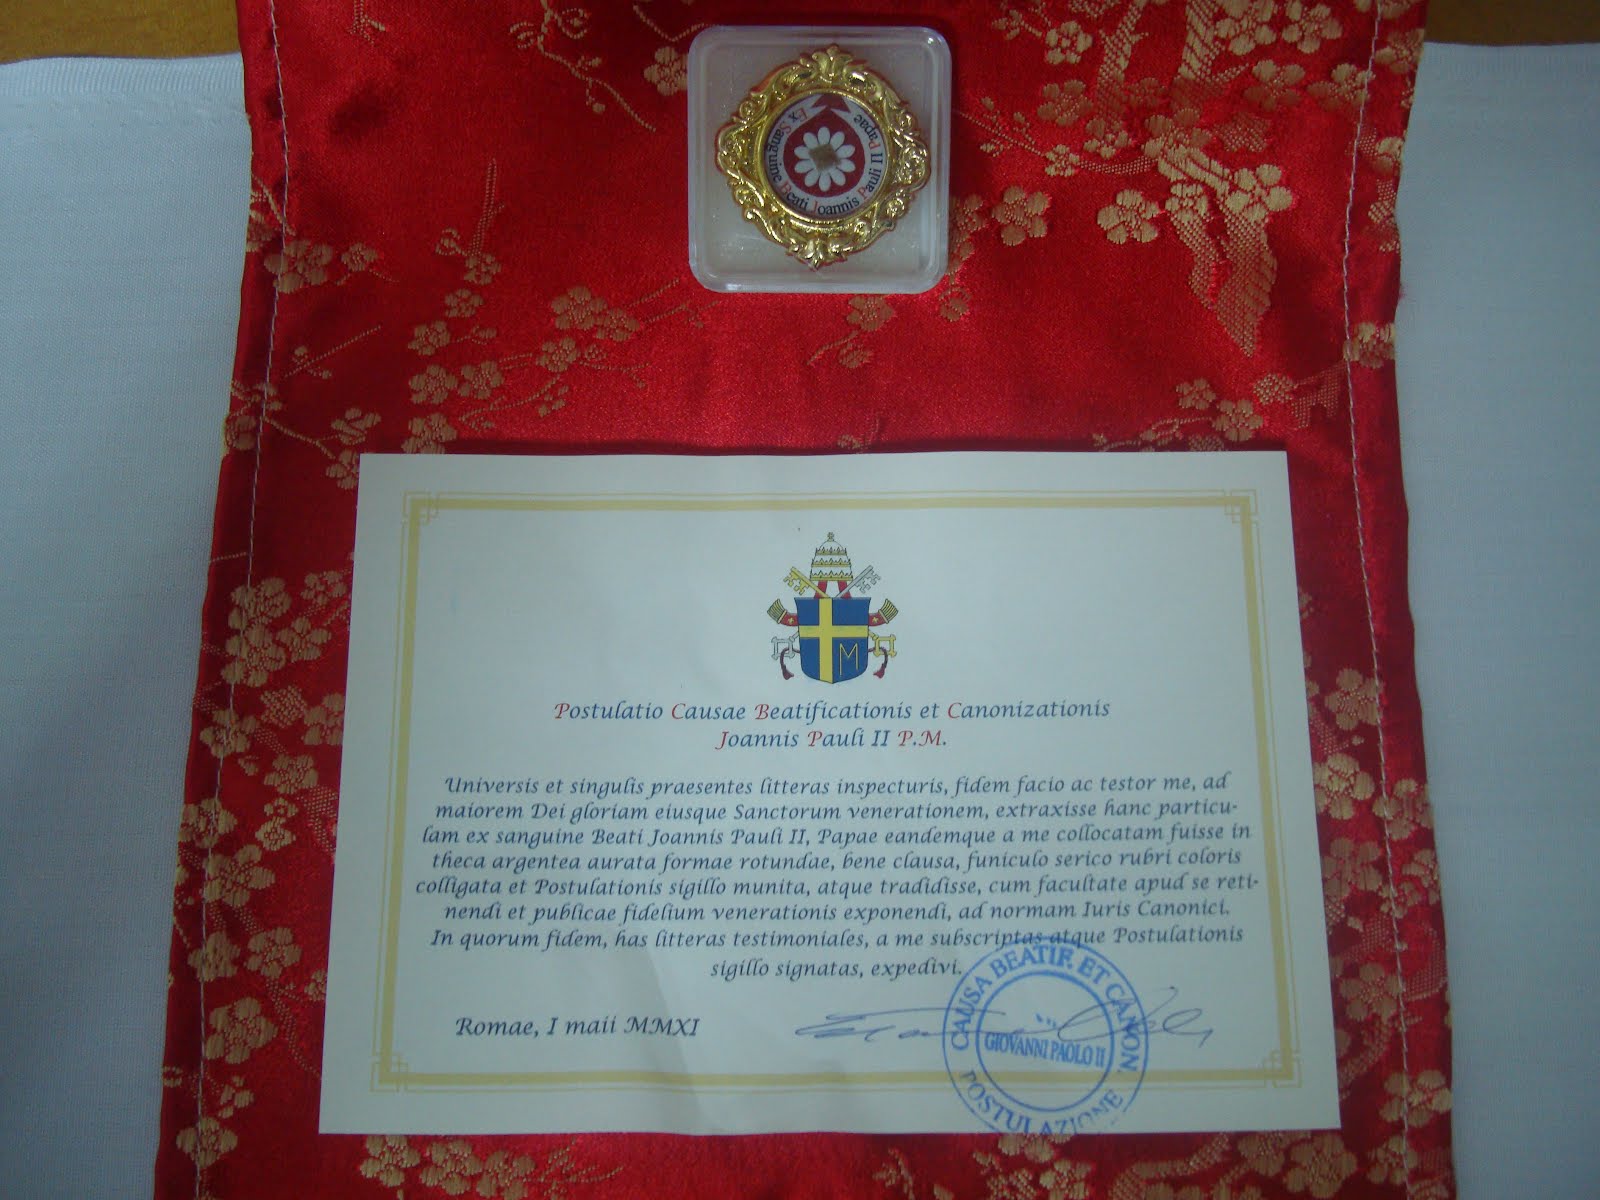 Ex Sanguine Beati Joannis Pauli II Papae
M
Postulatio Causae Beatificationis et Canonizationis
Joannis Pauli II P.M.
Universis et singulis praesentes litteras inspecturis, fidem facio ac testor me, ad
maiorem Dei gloriam eiusque Sanctorum venerationem, extraxisse hanc particu-
lam ex sanguine Beati Joannis Pauli II, Papae eandemque a me collocatam fuisse in
theca argentea aurata formae rotundae, bene clausa, funiculo serico rubri coloris
colligata et Postulationis sigillo munita, atque tradidisse, cum facultate apud se reti-
nendi et publicae fidelium venerationis exponendi, ad normam Iuris Canonici.
In quorum fidem, has litteras testimoniales, a me subscriptas atque Postulationis
sigillo signatas, expedivi.
Romae, I maii MMXI
CAUSA BEATIF. ET CANON
GIOVANNI PAOLO II
POSTULAZIONE